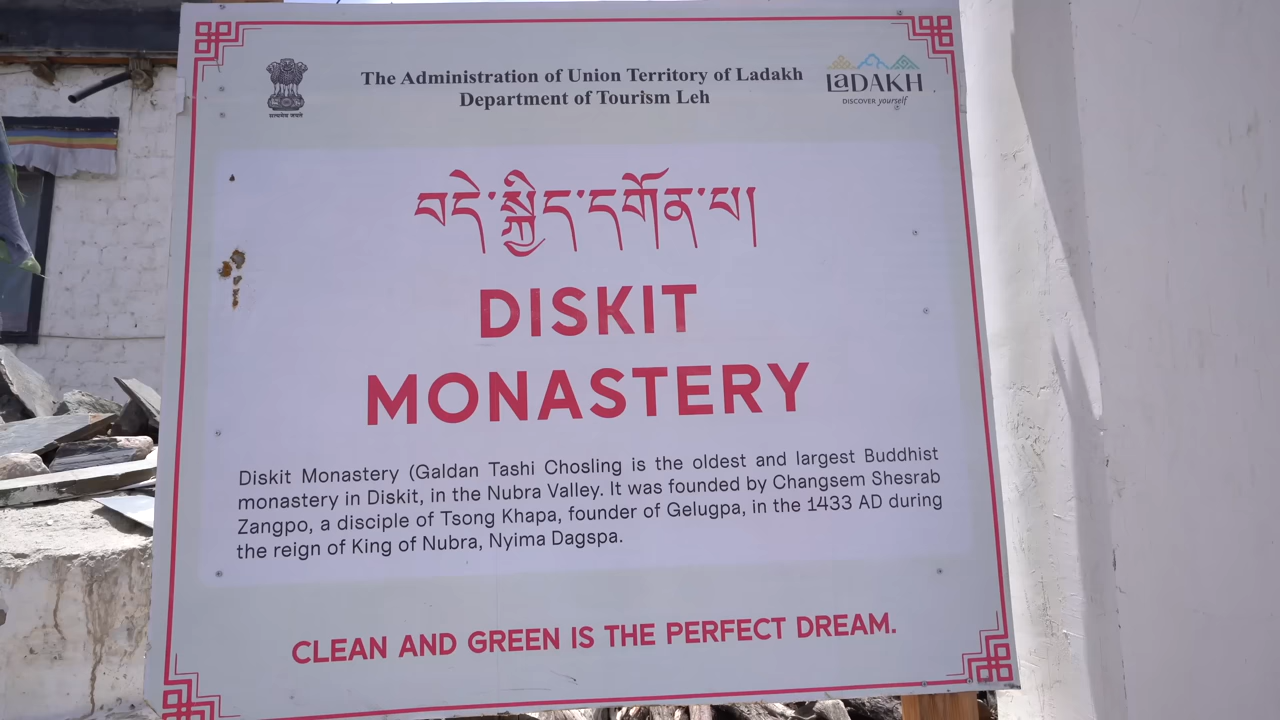 The Administration of Union Territory of Ladakh
Department of Tourism Leh
सत्यमेव जयते
LADAKH
DISCOVER yourself
བདེ་སྐྱིད་དགོན་པ།
DISKIT
MONASTERY
Diskit Monastery (Galdan Tashi Chosling is the oldest and largest Buddhist
monastery in Diskit, in the Nubra Valley. It was founded by Changsem Shesrab
Zangpo, a disciple of Tsong Khapa, founder of Gelugpa, in the 1433 AD during
the reign of King of Nubra, Nyima Dagspa.
CLEAN AND GREEN IS THE PERFECT DREAM.